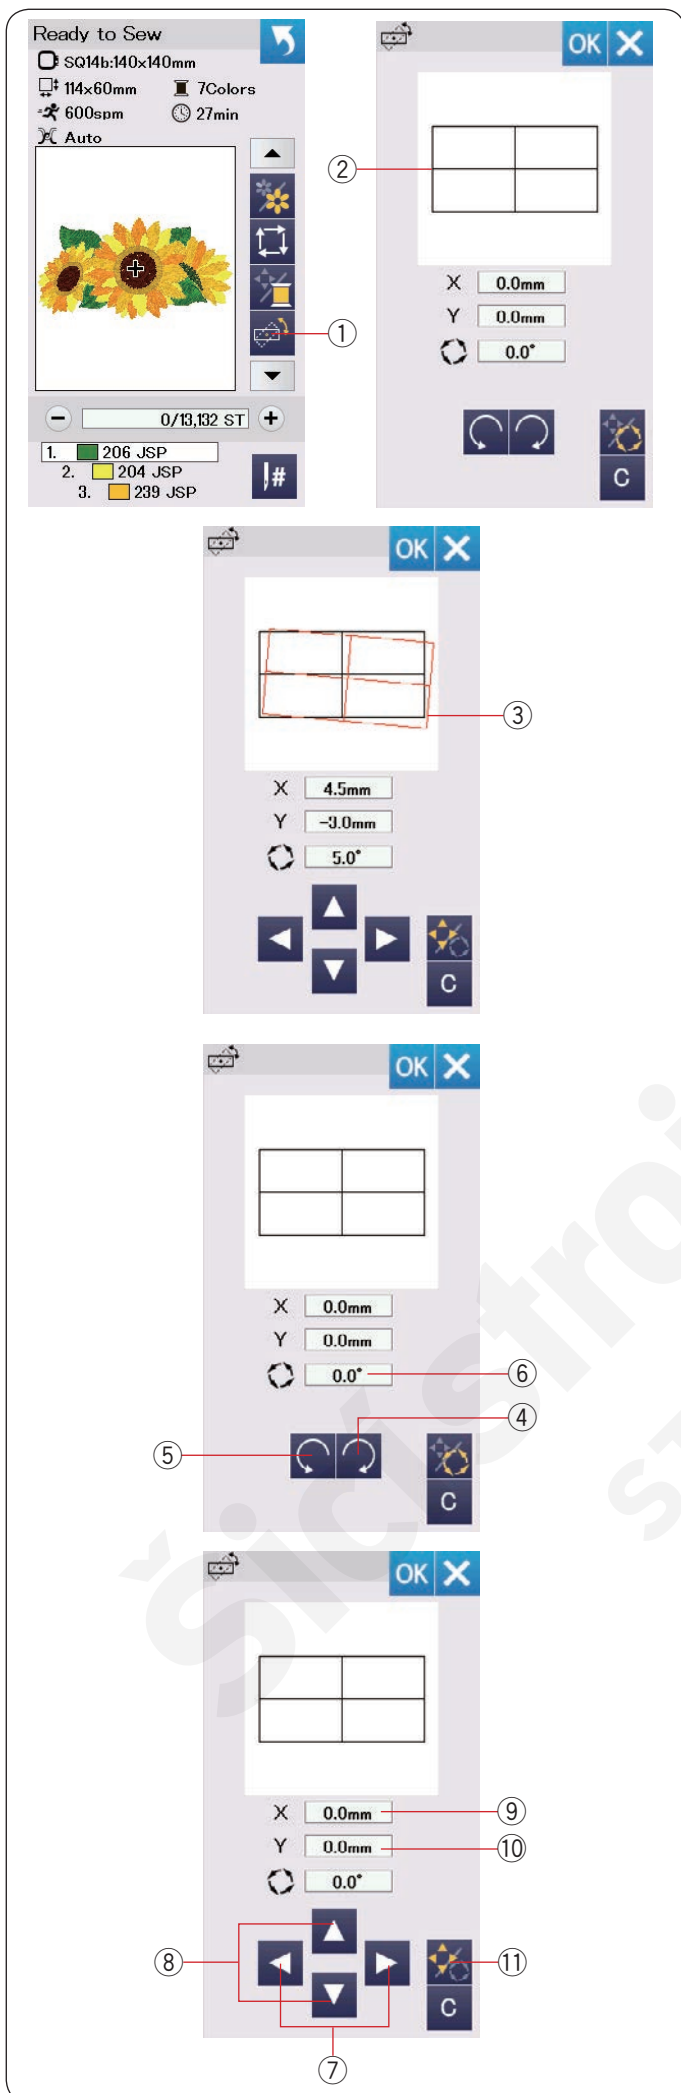 Ready to Sew
SQ14b:140x140mm
114x60mm 7Colors
600spm 27min
Auto
①
0/13,132 ST
1. 206 JSP
2. 204 JSP
3. 239 JSP
#
OK
②
X 0.0mm
Y 0.0mm
0.0°
C
OK
③
X 4.5mm
Y -3.0mm
5.0°
C
OK
X 0.0mm
Y 0.0mm
0.0° ⑥
④
⑤
C
OK
X 0.0mm ⑨
Y 0.0mm ⑩
0.0°
⑧ ⑪
C
⑦
Šicístroj